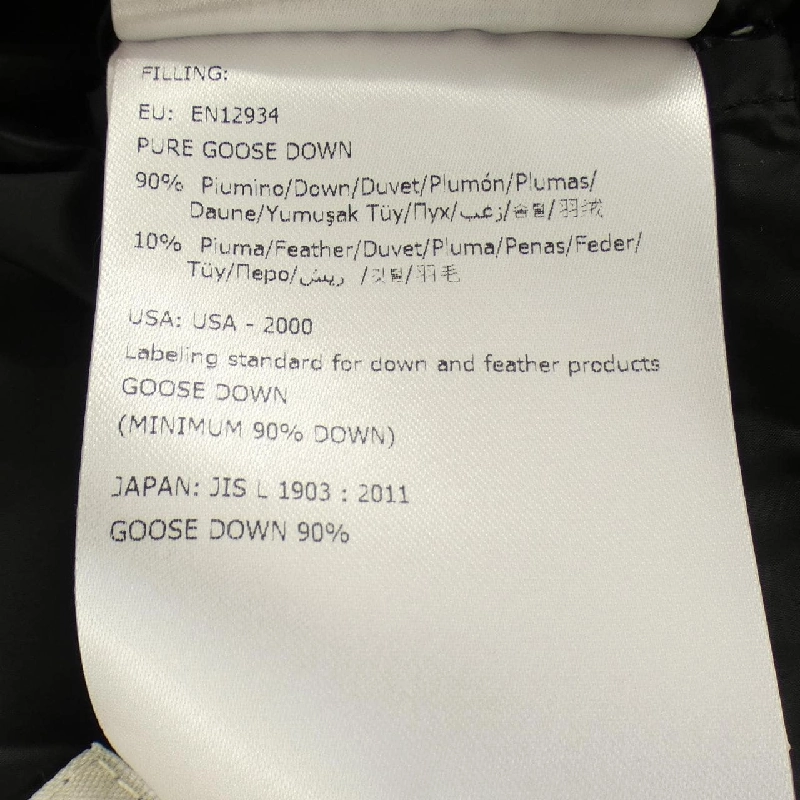 FILLING:
EU: EN12934
PURE GOOSE DOWN
90% Piumino/Down/Duvet/Plumón/Plumas/
Daune/Yumuşak Tüy/Пух/زغب/솜털/羽绒
10% Piuma/Feather/Duvet/Pluma/Penas/Feder/
Tüy/Перо/ريش /깃털/羽毛
USA: USA - 2000
Labeling standard for down and feather products
GOOSE DOWN
(MINIMUM 90% DOWN)
JAPAN: JIS L 1903 : 2011
GOOSE DOWN 90%